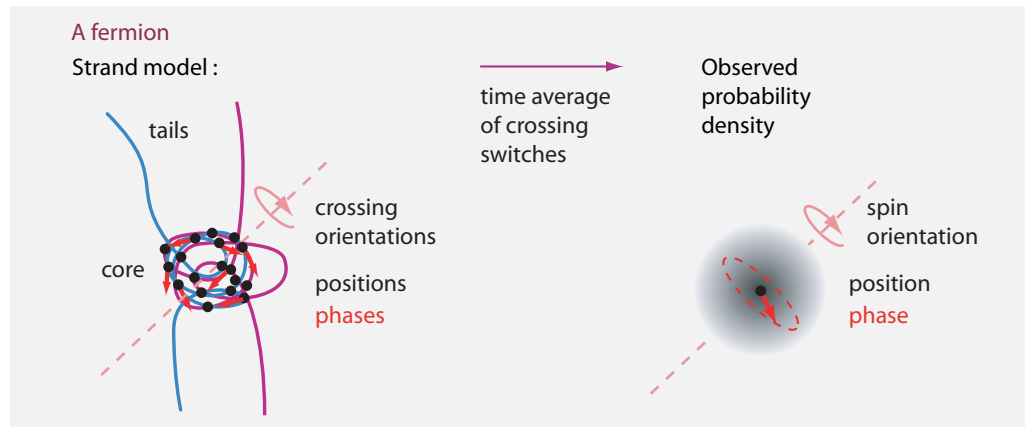 A fermion
Strand model :
tails
core
crossing
orientations
positions
phases
time average
of crossing
switches
Observed
probability
density
spin
orientation
position
phase